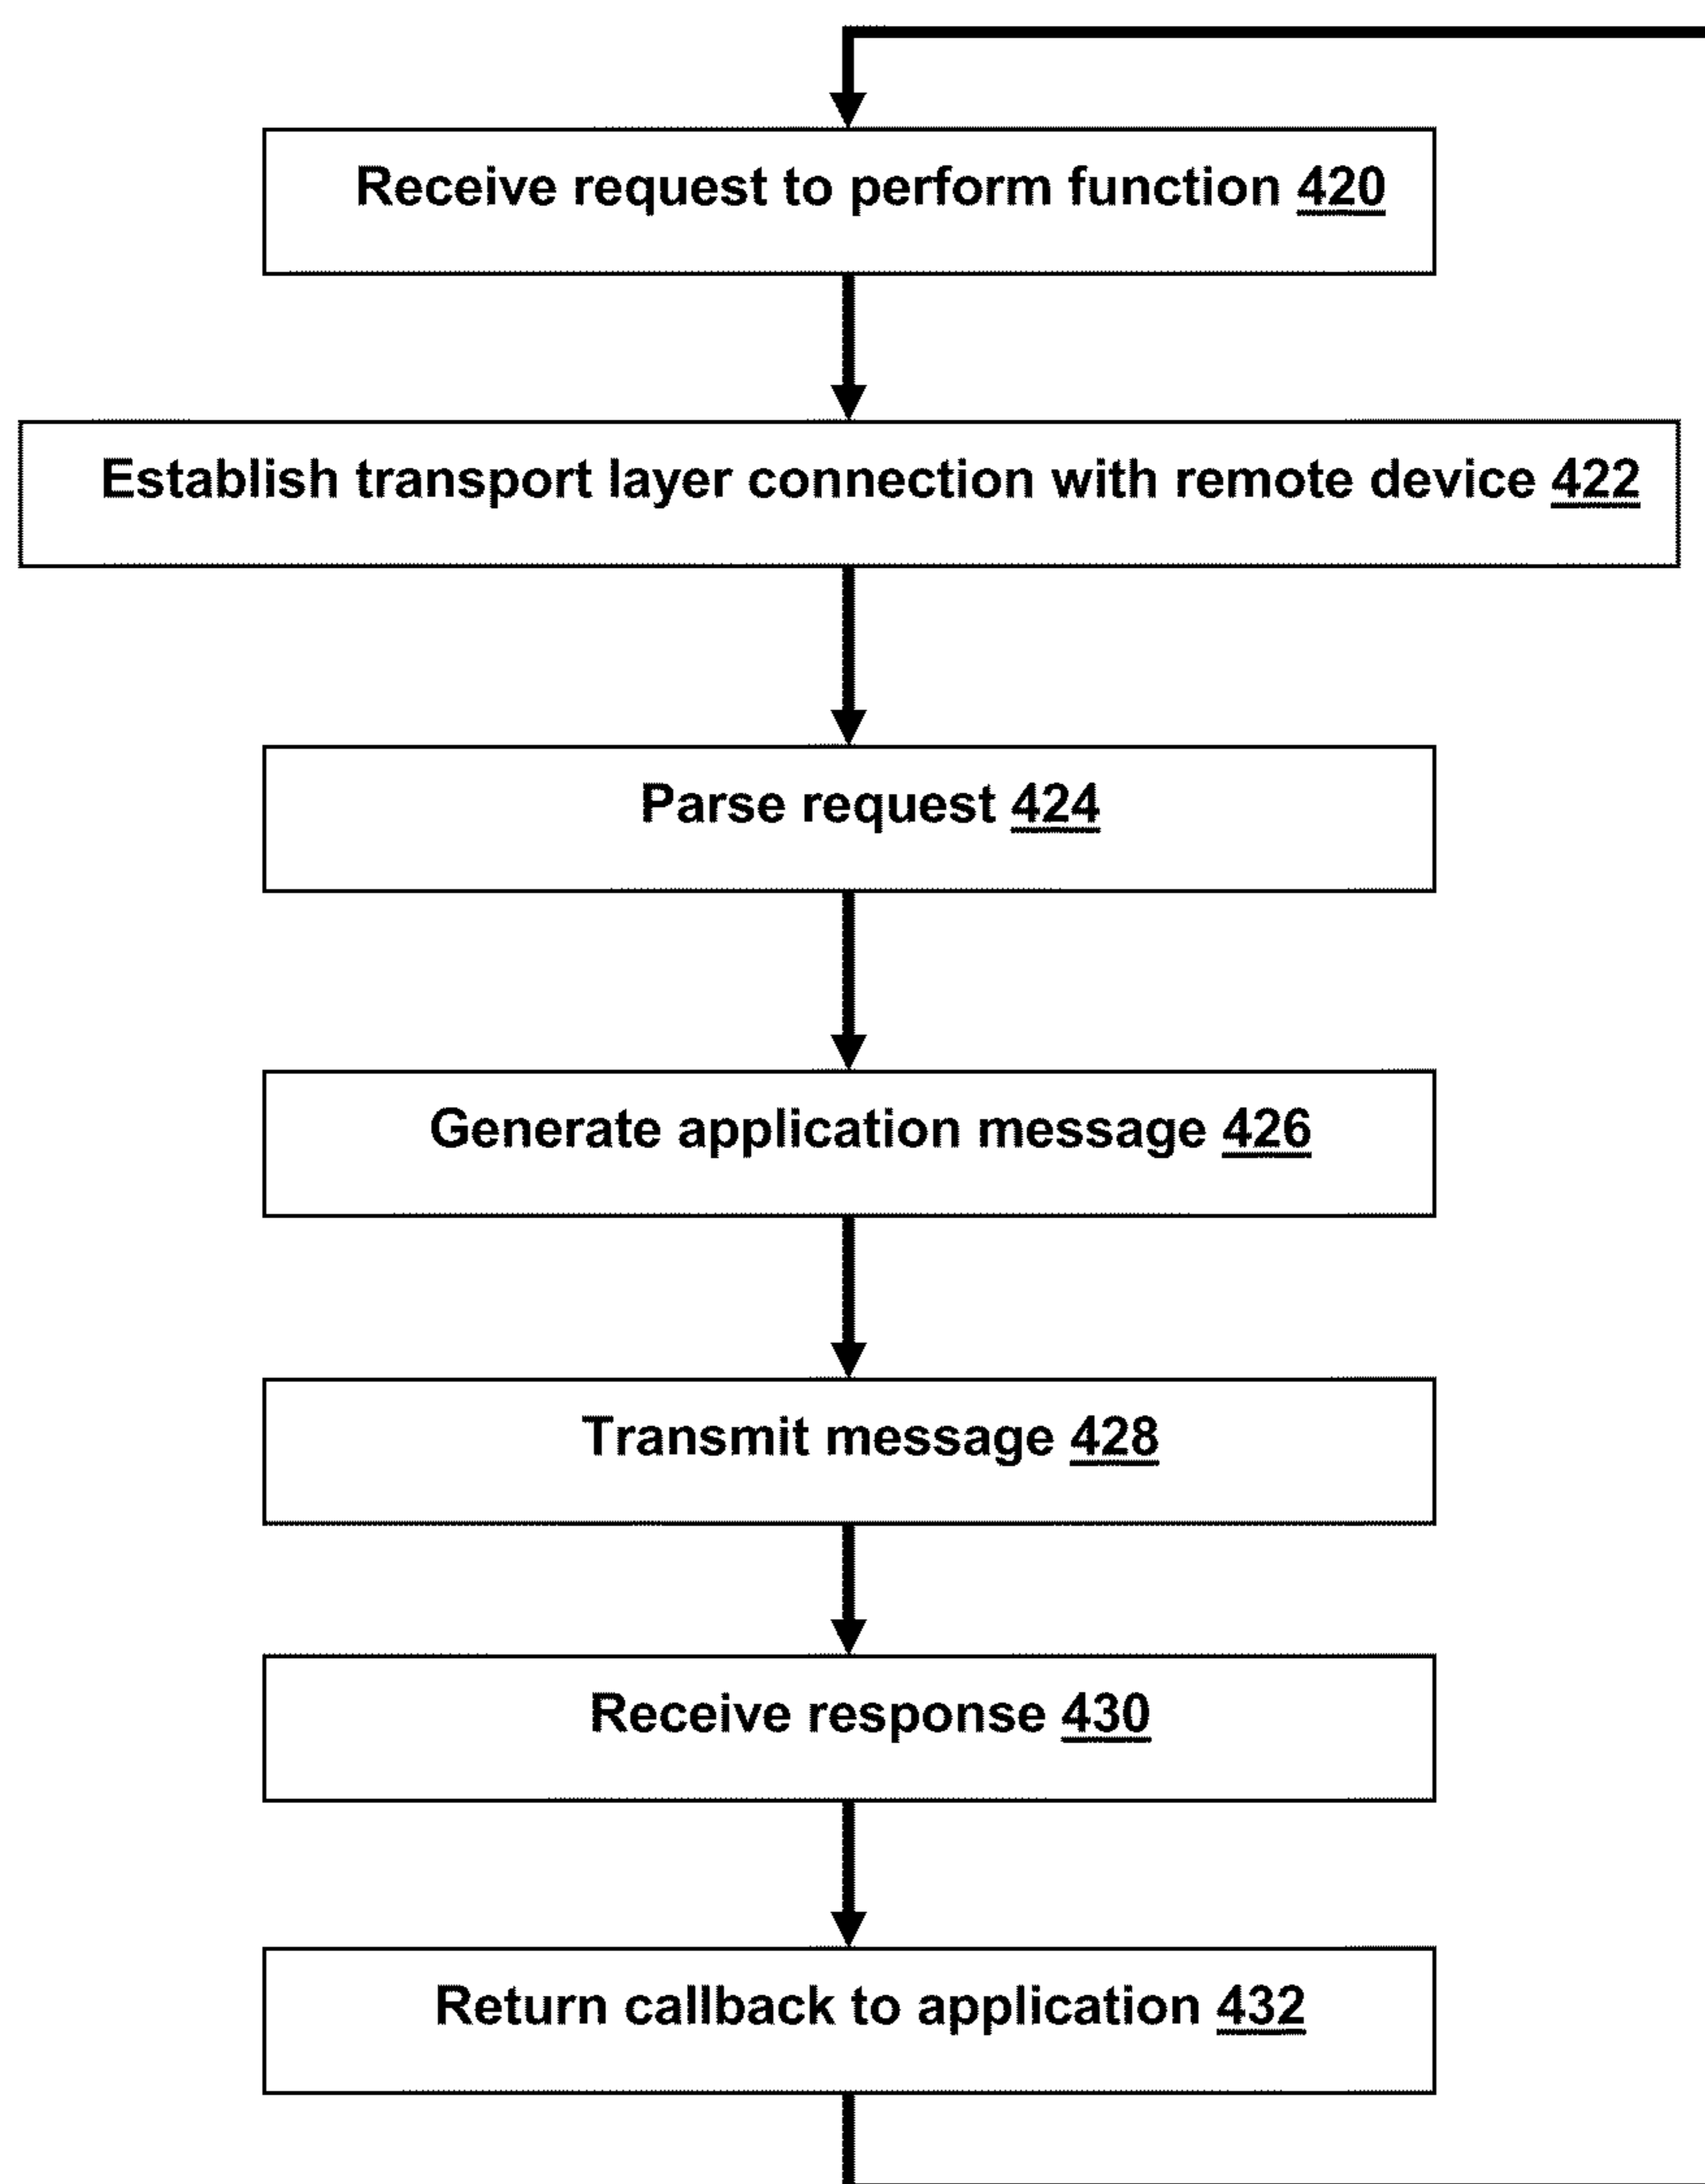 Receive request to perform function 420
Establish transport layer connection with remote device 422
Parse request 424
Generate application message 426
Transmit message 428
Receive response 430
Return callback to application 432